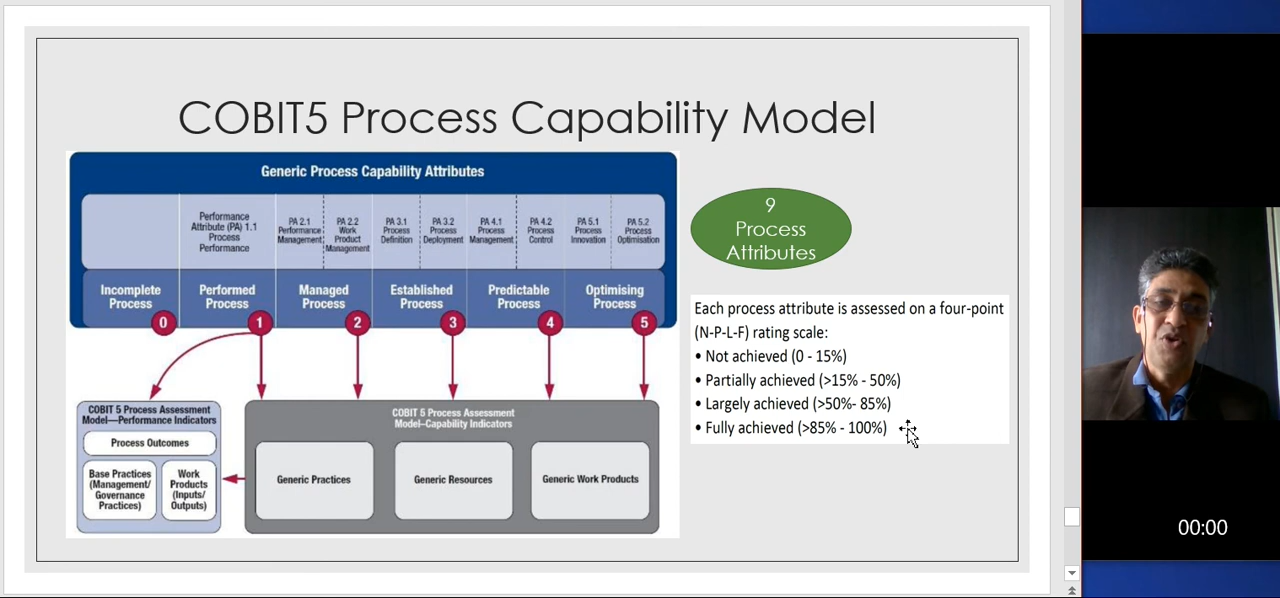 COBIT5 Process Capability Model
Generic Process Capability Attributes
Performance
Attribute (PA) 1.1
Process
Performance
PA 2.1
Performance
Management
PA 2.2
Work
Product
Management
PA 3.1
Process
Definition
PA 3.2
Process
Deployment
PA 4.1
Process
Management
PA 4.2
Process
Control
PA 5.1
Process
Innovation
PA 5.2
Process
Optimisation
Incomplete
Process
0
Performed
Process
1
Managed
Process
2
Established
Process
3
Predictable
Process
4
Optimising
Process
5
COBIT 5 Process Assessment
Model—Performance Indicators
Process Outcomes
Base Practices
(Management/
Governance
Practices)
Work
Products
(Inputs/
Outputs)
COBIT 5 Process Assessment
Model–Capability Indicators
Generic Practices
Generic Resources
Generic Work Products
9
Process
Attributes
Each process attribute is assessed on a four-point
(N-P-L-F) rating scale:
• Not achieved (0 - 15%)
• Partially achieved (>15% - 50%)
• Largely achieved (>50%- 85%)
• Fully achieved (>85% - 100%)
00:00